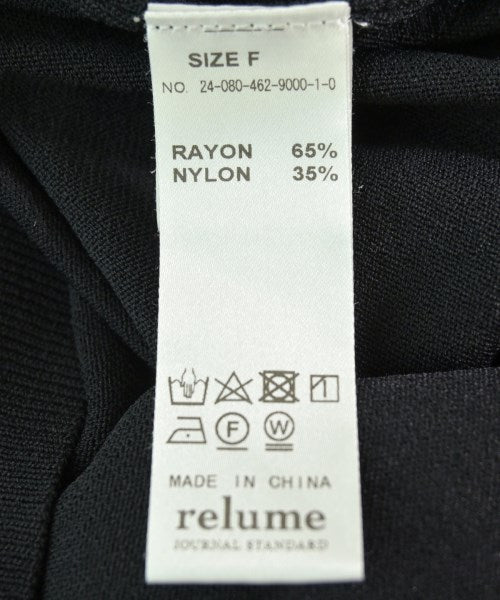 SIZE F
NO. 24-080-462-9000-1-0
RAYON 65%
NYLON 35%
F W
MADE IN CHINA
relume
JOURNAL STANDARD